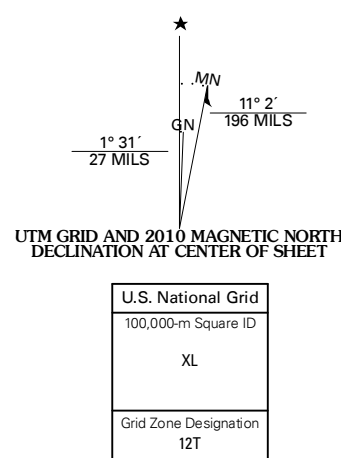 MN
11° 2´
196 MILS
GN
1° 31´
27 MILS
UTM GRID AND 2010 MAGNETIC NORTH
DECLINATION AT CENTER OF SHEET
U.S. National Grid
100,000-m Square ID
XL
Grid Zone Designation
12T